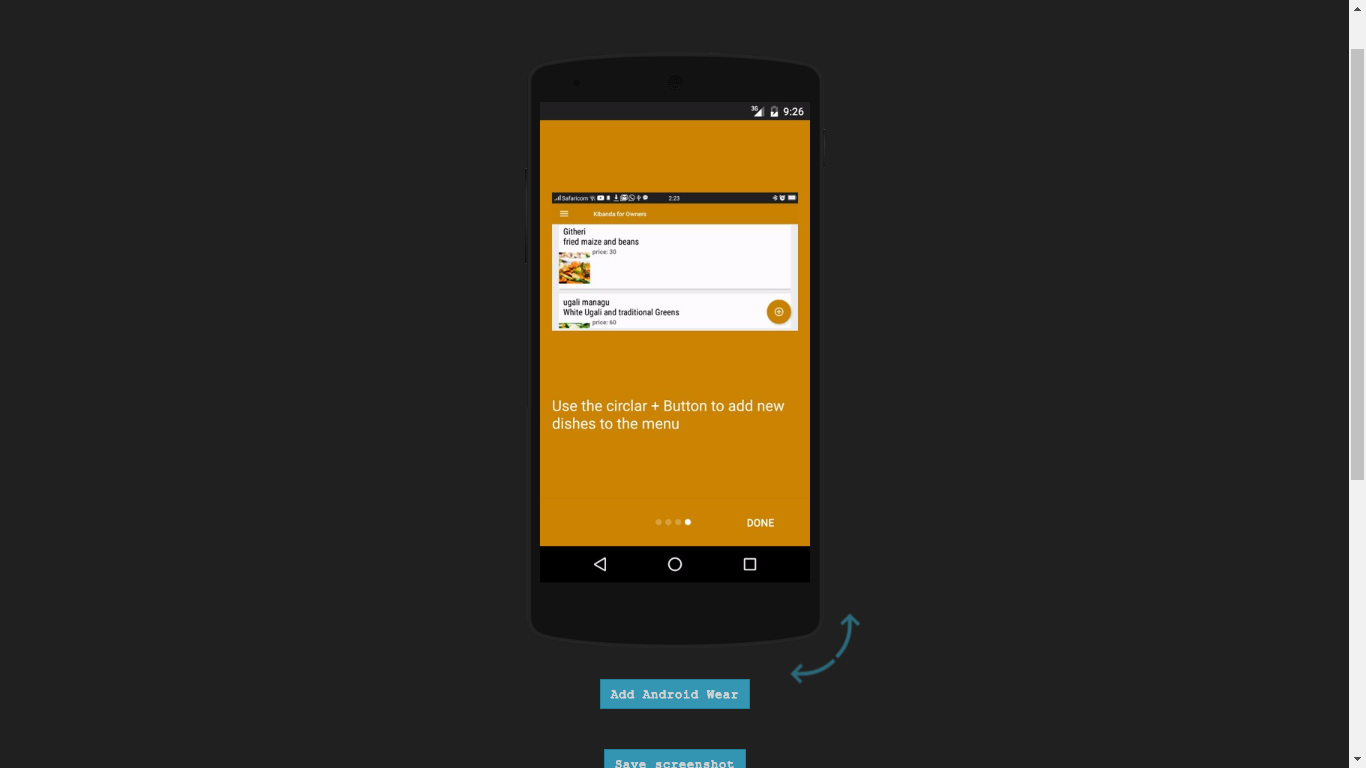 3G 9:26
Safaricom 2:23
Kibanda for Owners
Githeri
fried maize and beans
price: 30
ugali managu
White Ugali and traditional Greens
price: 60
Use the circlar + Button to add new
dishes to the menu
DONE
Add Android Wear
Save screenshot